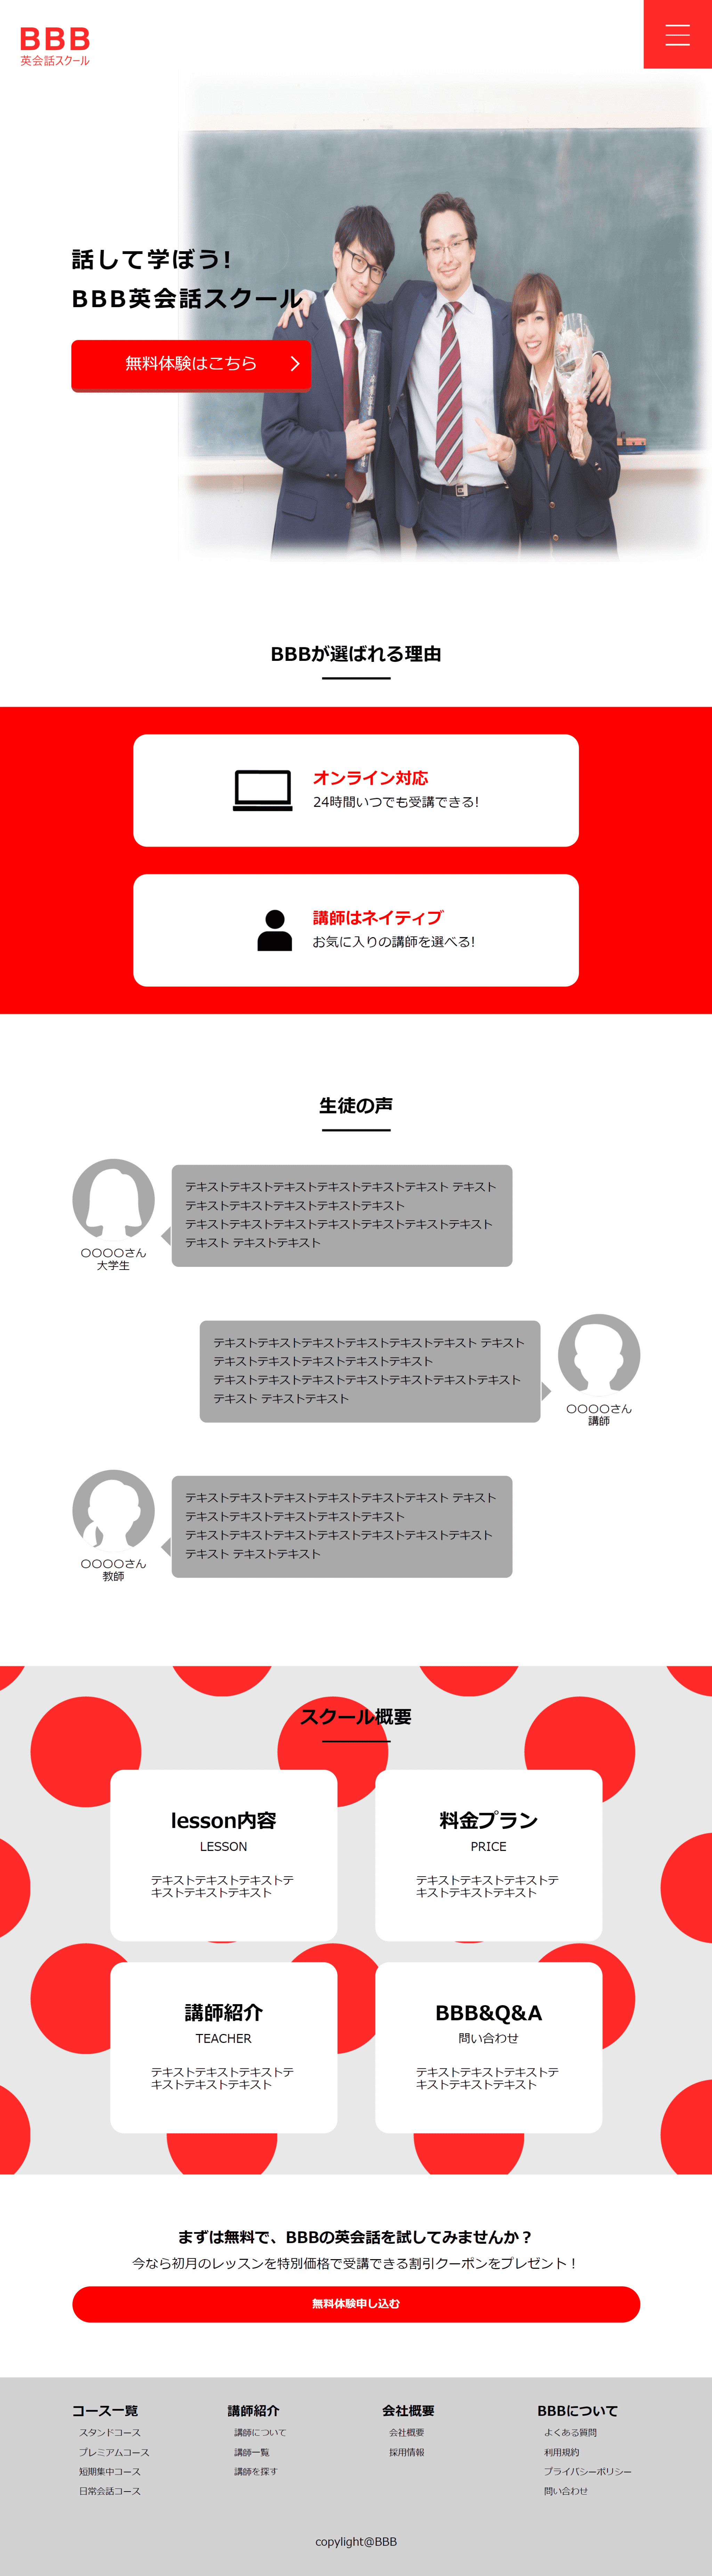 BBB
英会話スクール
話して学ぼう!
BBB英会話スクール
無料体験はこちら
BBBが選ばれる理由
オンライン対応
24時間いつでも受講できる!
講師はネイティブ
お気に入りの講師を選べる!
生徒の声
テキストテキストテキストテキストテキストテキスト テキスト
テキストテキストテキストテキストテキスト
テキストテキストテキストテキストテキストテキストテキスト
テキスト テキストテキスト
〇〇〇〇さん
大学生
テキストテキストテキストテキストテキストテキスト テキスト
テキストテキストテキストテキストテキスト
テキストテキストテキストテキストテキストテキストテキスト
テキスト テキストテキスト
〇〇〇〇さん
講師
テキストテキストテキストテキストテキストテキスト テキスト
テキストテキストテキストテキストテキスト
テキストテキストテキストテキストテキストテキストテキスト
テキスト テキストテキスト
〇〇〇〇さん
教師
スクール概要
lesson内容
LESSON
テキストテキストテキストテ
キストテキストテキスト
料金プラン
PRICE
テキストテキストテキストテ
キストテキストテキスト
講師紹介
TEACHER
テキストテキストテキストテ
キストテキストテキスト
BBB&Q&A
問い合わせ
テキストテキストテキストテ
キストテキストテキスト
まずは無料で、BBBの英会話を試してみませんか？
今なら初月のレッスンを特別価格で受講できる割引クーポンをプレゼント！
無料体験申し込む
コース一覧
スタンドコース
プレミアムコース
短期集中コース
日常会話コース
講師紹介
講師について
講師一覧
講師を探す
会社概要
会社概要
採用情報
BBBについて
よくある質問
利用規約
プライバシーポリシー
問い合わせ
copylight@BBB